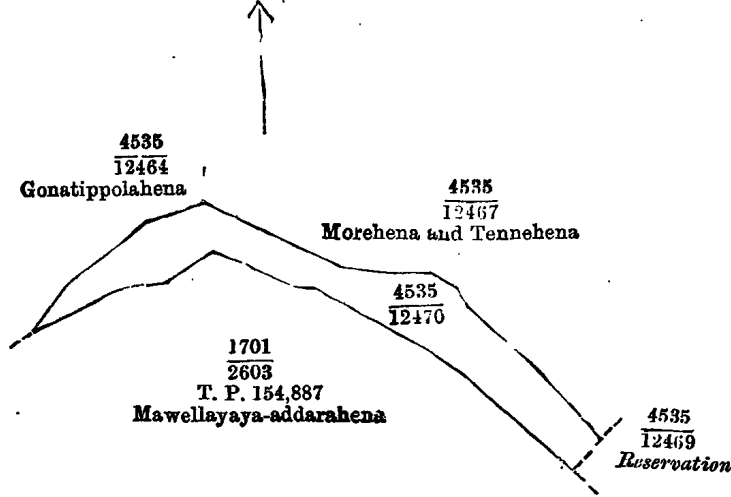 4535
12464
Gonatippolahena
4535
12467
Morehena and Tennehena
4535
12470
1701
2603
T. P. 154,887
Mawellayaya-addarahena
4535
12469
Reservation